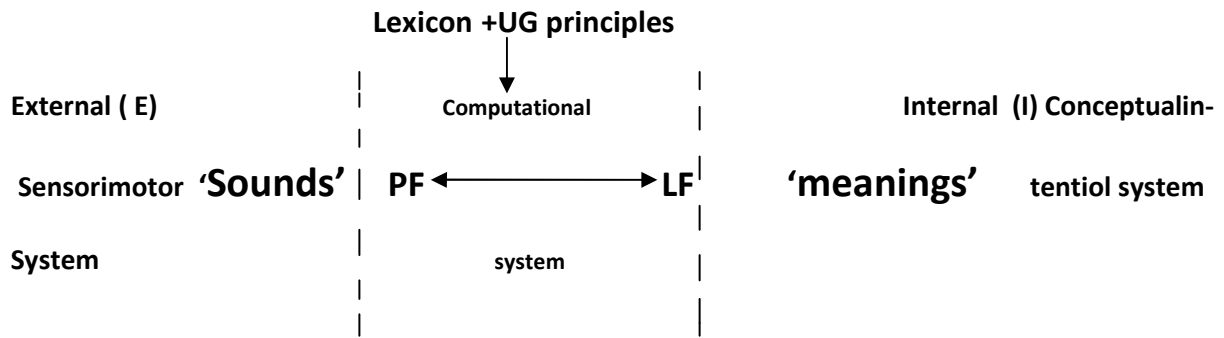 Lexicon +UG principles
External ( E) Computational Internal (I) Conceptualin-
Sensorimotor ‘Sounds’ PF LF ‘meanings’ tentiol system
System system